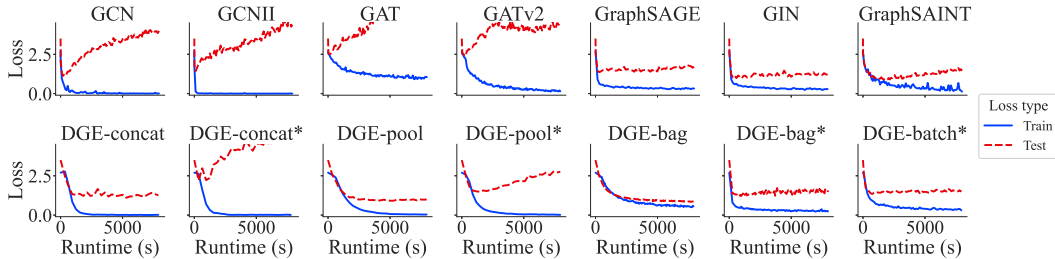 GCN GCNII GAT GATv2 GraphSAGE GIN GraphSAINT
Loss
2.5
0.0
DGE-concat DGE-concat* DGE-pool DGE-pool* DGE-bag DGE-bag* DGE-batch*
Loss
2.5
0.0
0 5000 0 5000 0 5000 0 5000 0 5000 0 5000 0 5000
Runtime (s) Runtime (s) Runtime (s) Runtime (s) Runtime (s) Runtime (s) Runtime (s)
Loss type
Train
Test